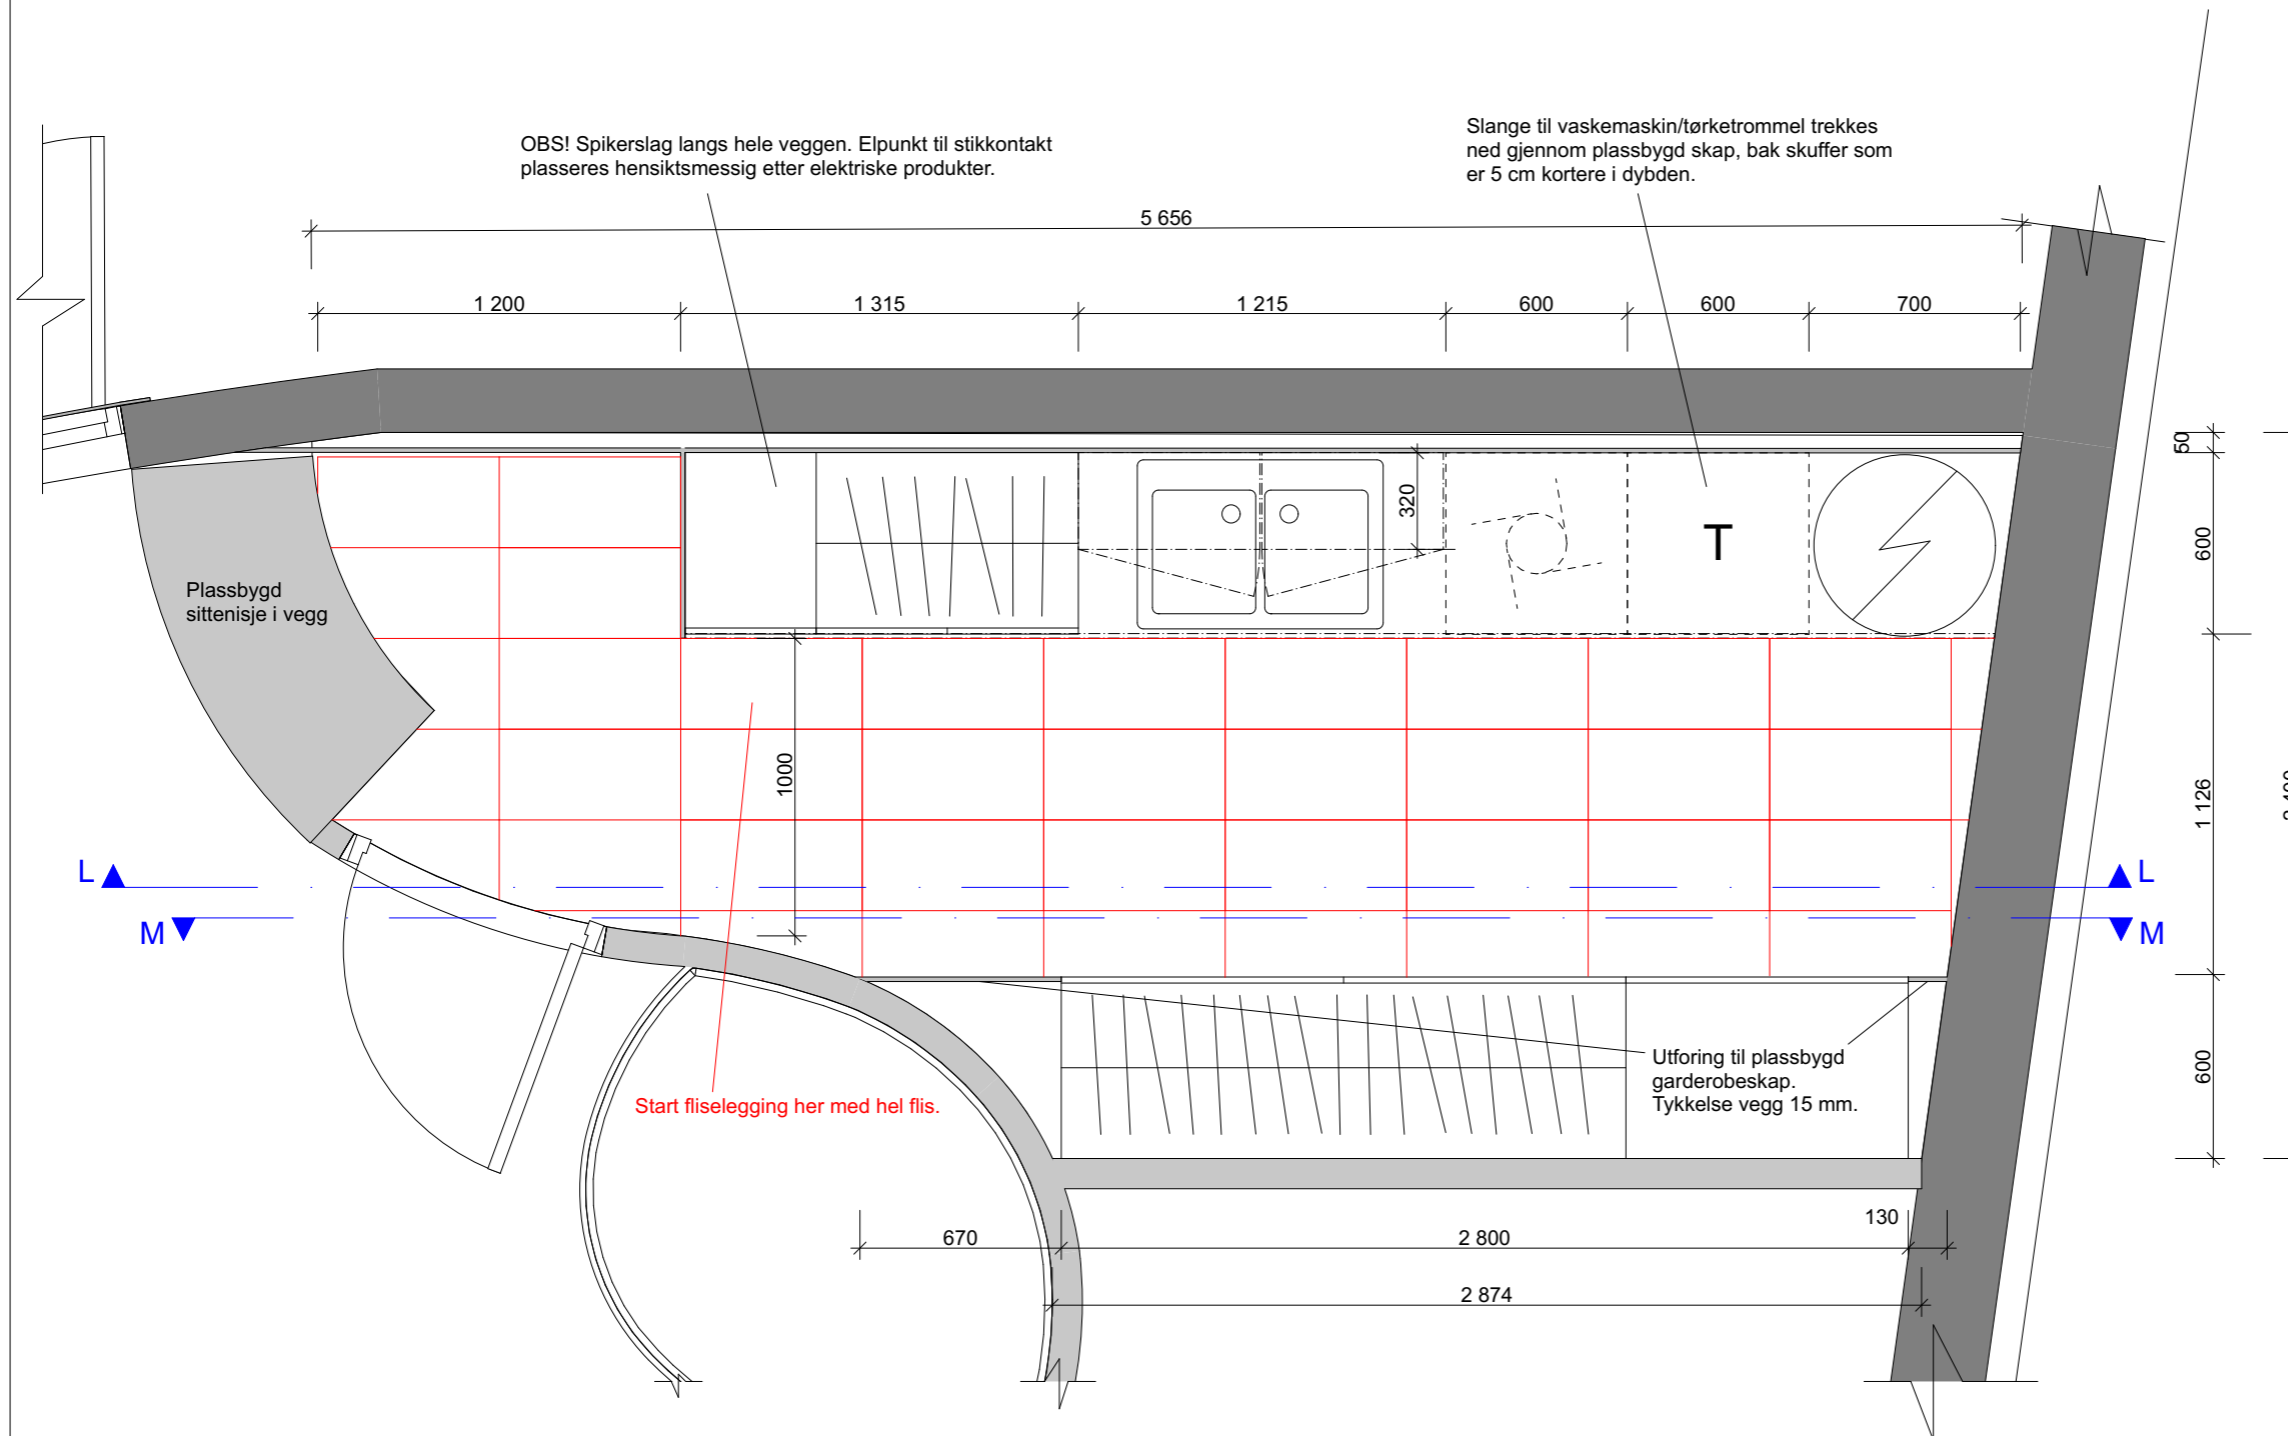 OBS! Spikerslag langs hele veggen. Elpunkt til stikkontakt
plasseres hensiktsmessig etter elektriske produkter.
Slange til vaskemaskin/tørketrommel trekkes
ned gjennom plassbygd skap, bak skuffer som
er 5 cm kortere i dybden.
5 656
1 200
1 315
1 215
600
600
700
50
320
600
T
Plassbygd
sittenisje i vegg
1000
1 126
L
L
M
M
Utforing til plassbygd
garderobeskap.
Tykkelse vegg 15 mm.
600
Start fliselegging her med hel flis.
130
670
2 800
2 874